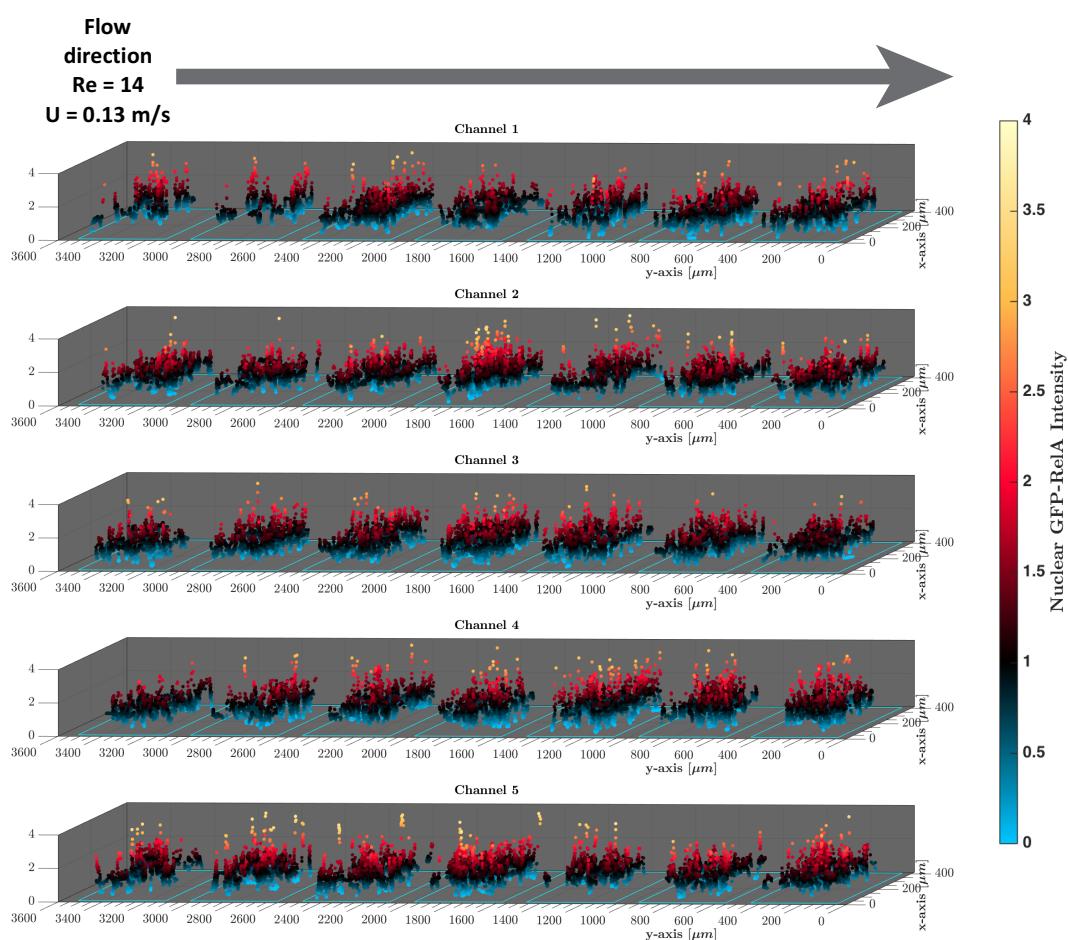 Flow
direction
Re = 14
U = 0.13 m/s
Channel 1
4
2
0
3600 3400 3200 3000 2800 2600 2400 2200 2000 1800 1600 1400 1200 1000 800 600 400 200 0
y-axis [μm]
0 200 400
x-axis [μm]
Channel 2
4
2
0
3600 3400 3200 3000 2800 2600 2400 2200 2000 1800 1600 1400 1200 1000 800 600 400 200 0
y-axis [μm]
0 200 400
x-axis [μm]
Channel 3
4
2
0
3600 3400 3200 3000 2800 2600 2400 2200 2000 1800 1600 1400 1200 1000 800 600 400 200 0
y-axis [μm]
0 200 400
x-axis [μm]
Channel 4
4
2
0
3600 3400 3200 3000 2800 2600 2400 2200 2000 1800 1600 1400 1200 1000 800 600 400 200 0
y-axis [μm]
0 200 400
x-axis [μm]
Channel 5
4
2
0
3600 3400 3200 3000 2800 2600 2400 2200 2000 1800 1600 1400 1200 1000 800 600 400 200 0
y-axis [μm]
0 200 400
x-axis [μm]
4
3.5
3
2.5
2
1.5
1
0.5
0
Nuclear GFP-RelA Intensity